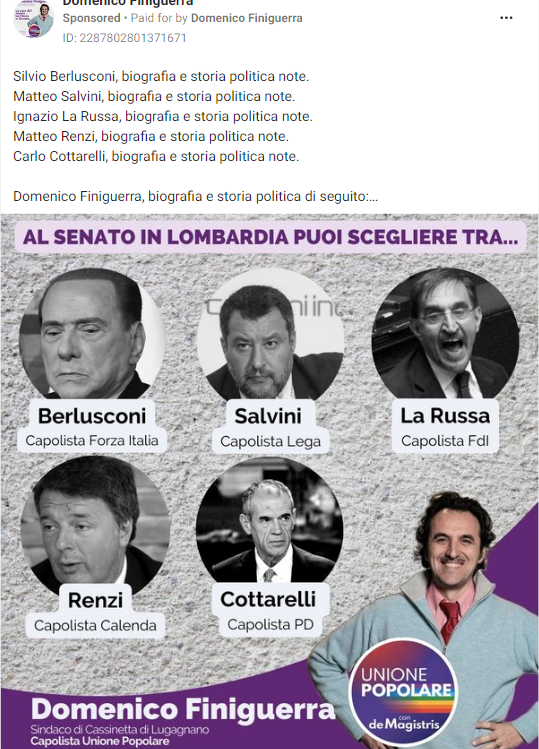 Domenico Finiguerra
Sponsored • Paid for by Domenico Finiguerra
ID: 2287802801371671
Silvio Berlusconi, biografia e storia politica note.
Matteo Salvini, biografia e storia politica note.
Ignazio La Russa, biografia e storia politica note.
Matteo Renzi, biografia e storia politica note.
Carlo Cottarelli, biografia e storia politica note.
Domenico Finiguerra, biografia e storia politica di seguito:...
AL SENATO IN LOMBARDIA PUOI SCEGLIERE TRA...
Berlusconi
Capolista Forza Italia
Salvini
Capolista Lega
La Russa
Capolista FdI
Renzi
Capolista Calenda
Cottarelli
Capolista PD
UNIONE
POPOLARE
con
de Magistris
Domenico Finiguerra
Sindaco di Cassinetta di Lugagnano
Capolista Unione Popolare